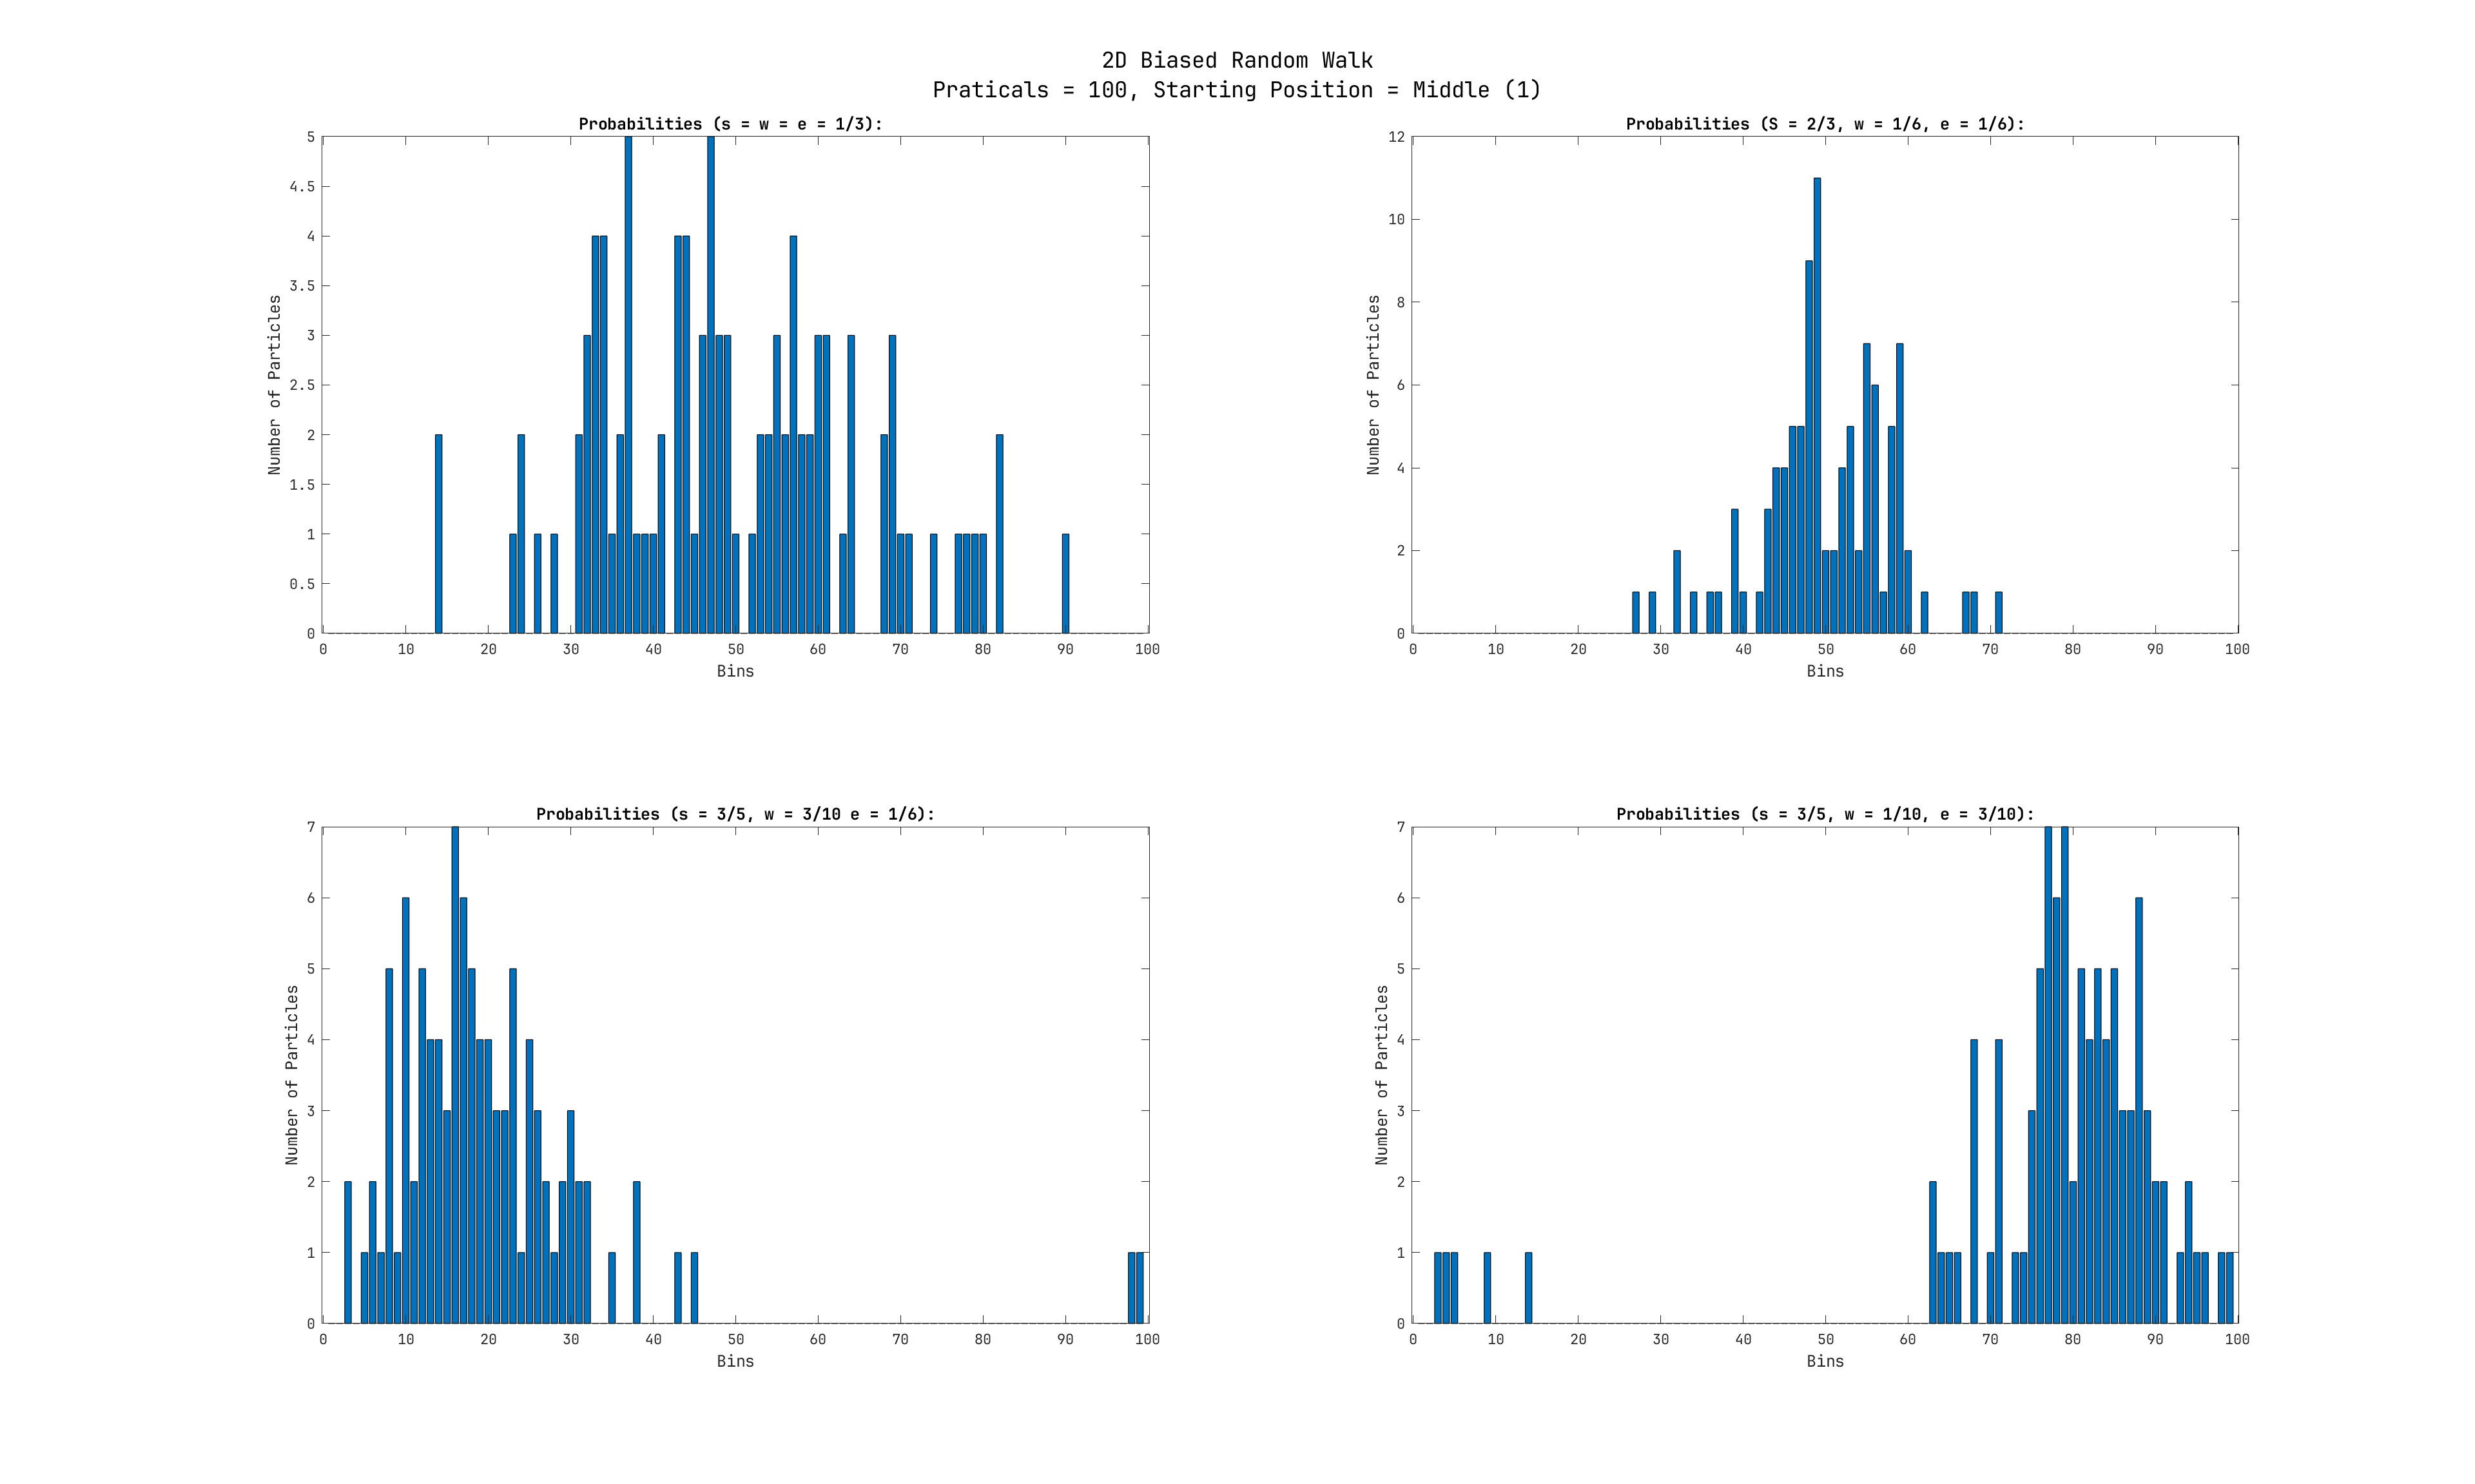 2D Biased Random Walk
Praticals = 100, Starting Position = Middle (1)
Probabilities (s = w = e = 1/3):
5
4.5
4
3.5
3
2.5
2
1.5
1
0.5
0
Number of Particles
0 10 20 30 40 50 60 70 80 90 100
Bins
Probabilities (S = 2/3, w = 1/6, e = 1/6):
12
10
8
6
4
2
0
Number of Particles
0 10 20 30 40 50 60 70 80 90 100
Bins
Probabilities (s = 3/5, w = 3/10 e = 1/6):
7
6
5
4
3
2
1
0
Number of Particles
0 10 20 30 40 50 60 70 80 90 100
Bins
Probabilities (s = 3/5, w = 1/10, e = 3/10):
7
6
5
4
3
2
1
0
Number of Particles
0 10 20 30 40 50 60 70 80 90 100
Bins